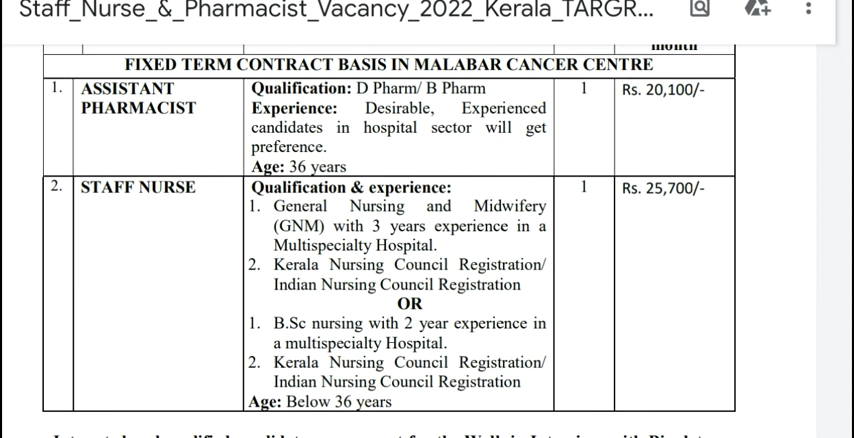 Staff_Nurse_&_Pharmacist_Vacancy_2022_Kerala_TARGR...
month
FIXED TERM CONTRACT BASIS IN MALABAR CANCER CENTRE
1. ASSISTANT PHARMACIST
Qualification: D Pharm/ B Pharm
Experience: Desirable, Experienced
candidates in hospital sector will get
preference.
Age: 36 years
1
Rs. 20,100/-
2. STAFF NURSE
Qualification & experience:
1. General Nursing and Midwifery
(GNM) with 3 years experience in a
Multispecialty Hospital.
2. Kerala Nursing Council Registration/
Indian Nursing Council Registration
OR
1. B.Sc nursing with 2 year experience in
a multispecialty Hospital.
2. Kerala Nursing Council Registration/
Indian Nursing Council Registration
Age: Below 36 years
1
Rs. 25,700/-